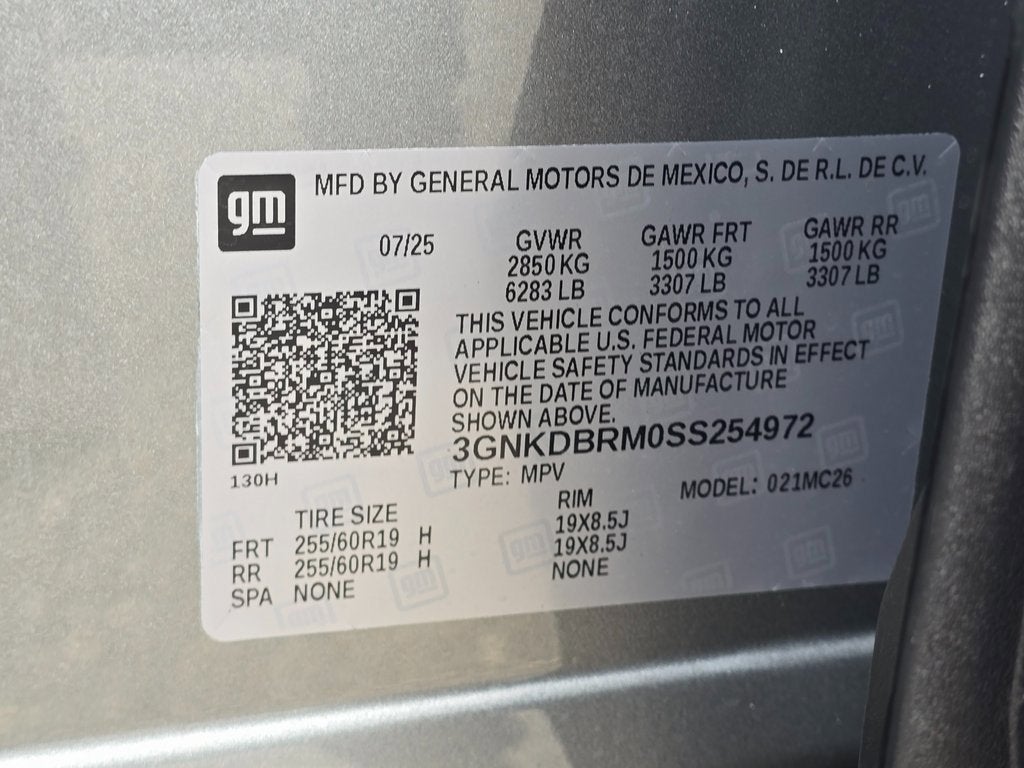 gm
MFD BY GENERAL MOTORS DE MEXICO, S. DE R.L. DE C.V.
07/25
GVWR
2850 KG
6283 LB
GAWR FRT
1500 KG
3307 LB
GAWR RR
1500 KG
3307 LB
THIS VEHICLE CONFORMS TO ALL
APPLICABLE U.S. FEDERAL MOTOR
VEHICLE SAFETY STANDARDS IN EFFECT
ON THE DATE OF MANUFACTURE
SHOWN ABOVE.
3GNKDBRM0SS254972
130H
TYPE: MPV
MODEL: 021MC26
TIRE SIZE RIM
FRT 255/60R19 H 19X8.5J
RR 255/60R19 H 19X8.5J
SPA NONE NONE